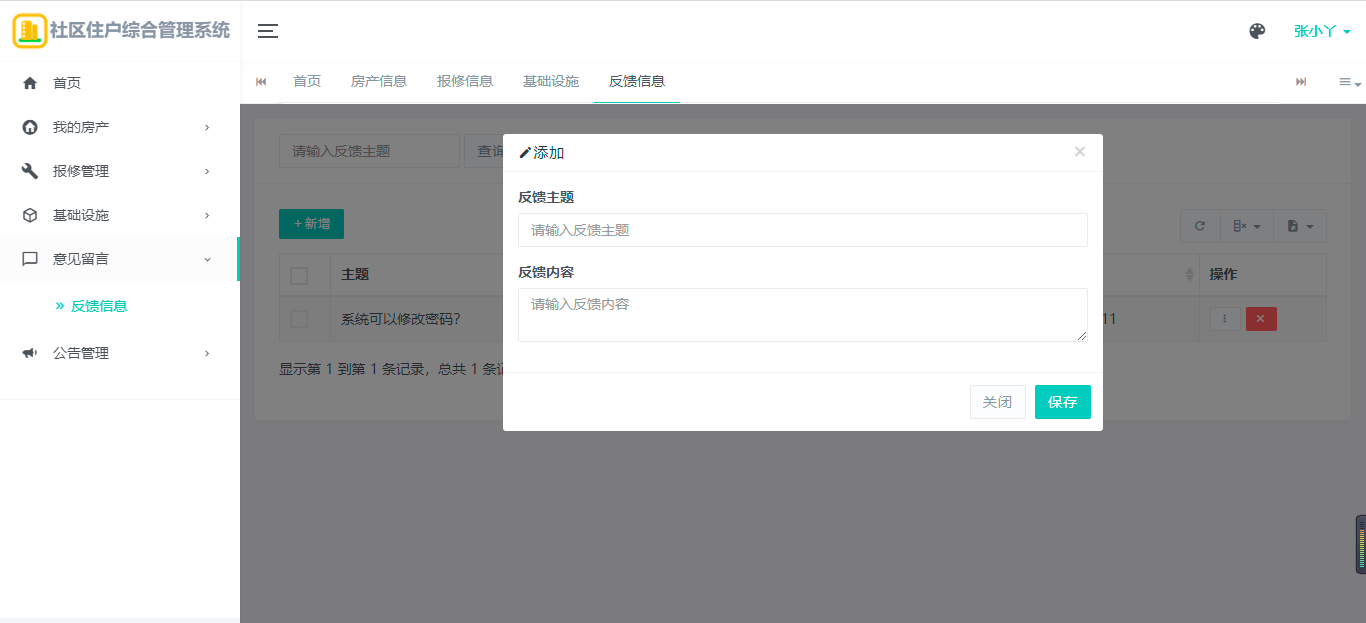 社区住户综合管理系统
张小丫
首页
我的房产
报修管理
基础设施
意见留言
反馈信息
公告管理
首页 房产信息 报修信息 基础设施 反馈信息
请输入反馈主题 查询
+新增
主题 操作
系统可以修改密码? 11
显示第 1 到第 1 条记录，总共 1 条
添加 ×
反馈主题
请输入反馈主题
反馈内容
请输入反馈内容
关闭 保存